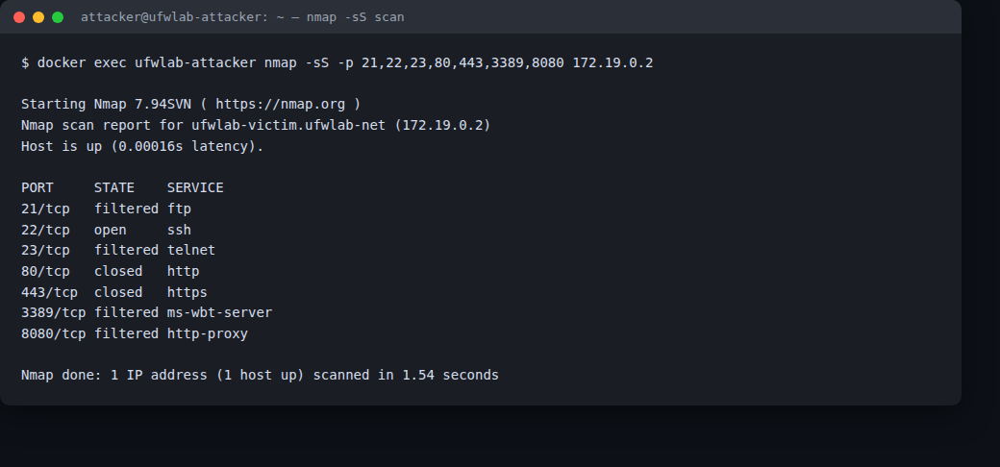 attacker@ufwlab-attacker: ~ — nmap -sS scan
$ docker exec ufwlab-attacker nmap -sS -p 21,22,23,80,443,3389,8080 172.19.0.2
Starting Nmap 7.94SVN ( https://nmap.org )
Nmap scan report for ufwlab-victim.ufwlab-net (172.19.0.2)
Host is up (0.00016s latency).
PORT     STATE    SERVICE
21/tcp   filtered ftp
22/tcp   open     ssh
23/tcp   filtered telnet
80/tcp   closed   http
443/tcp  closed   https
3389/tcp filtered ms-wbt-server
8080/tcp filtered http-proxy
Nmap done: 1 IP address (1 host up) scanned in 1.54 seconds